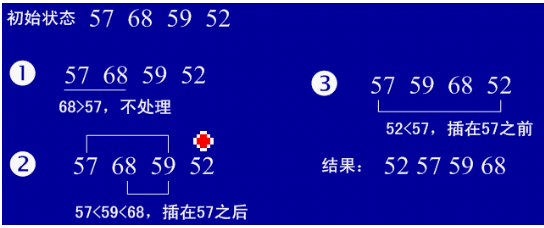 初始状态 57 68 59 52
❶ 57 68 59 52
68>57，不处理
❷ 57 68 59 52
57<59<68，插在57之后
❸ 57 59 68 52
52<57，插在57之前
结果： 52 57 59 68